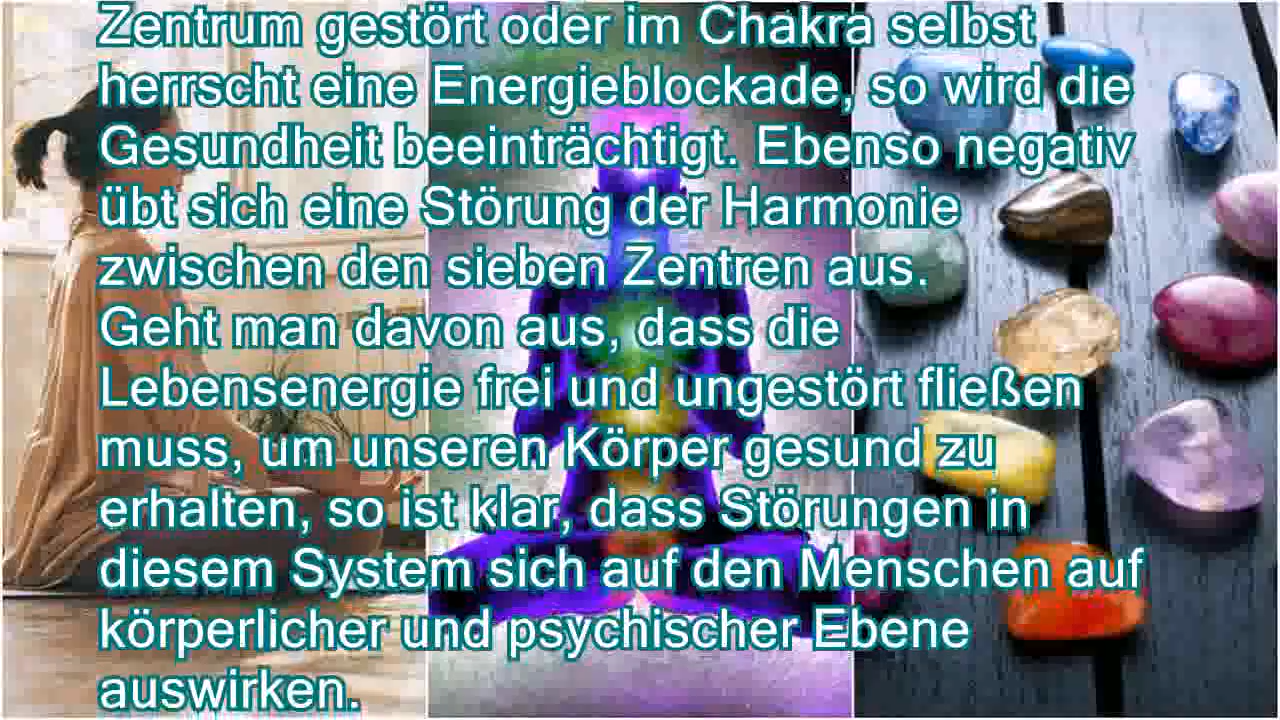 Zentrum gestört oder im Chakra selbst
herrscht eine Energieblockade, so wird die
Gesundheit beeinträchtigt. Ebenso negativ
übt sich eine Störung der Harmonie
zwischen den sieben Zentren aus.
Geht man davon aus, dass die
Lebensenergie frei und ungestört fließen
muss, um unseren Körper gesund zu
erhalten, so ist klar, dass Störungen in
diesem System sich auf den Menschen auf
körperlicher und psychischer Ebene
auswirken.